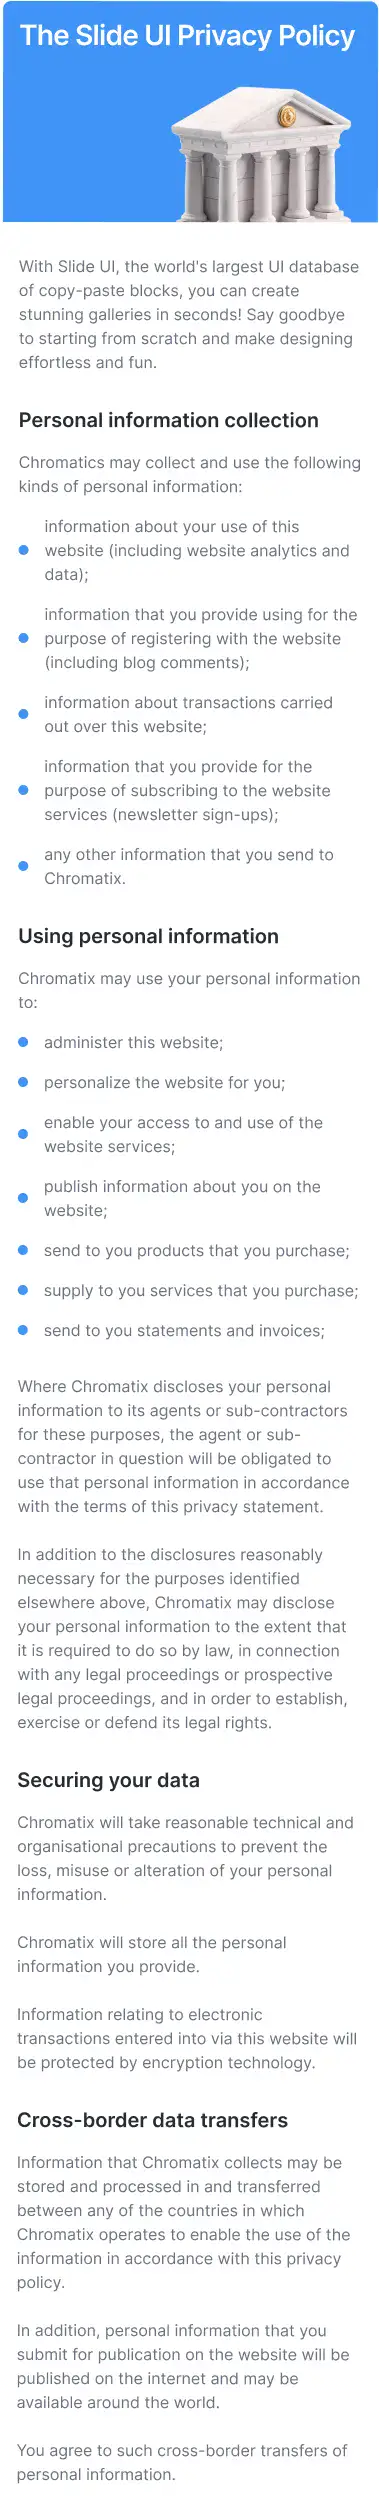 The Slide UI Privacy Policy
With Slide UI, the world's largest UI database
of copy-paste blocks, you can create
stunning galleries in seconds! Say goodbye
to starting from scratch and make designing
effortless and fun.
Personal information collection
Chromatics may collect and use the following
kinds of personal information:
information about your use of this
website (including website analytics and
data);
information that you provide using for the
purpose of registering with the website
(including blog comments);
information about transactions carried
out over this website;
information that you provide for the
purpose of subscribing to the website
services (newsletter sign-ups);
any other information that you send to
Chromatix.
Using personal information
Chromatix may use your personal information
to:
administer this website;
personalize the website for you;
enable your access to and use of the
website services;
publish information about you on the
website;
send to you products that you purchase;
supply to you services that you purchase;
send to you statements and invoices;
Where Chromatix discloses your personal
information to its agents or sub-contractors
for these purposes, the agent or sub-
contractor in question will be obligated to
use that personal information in accordance
with the terms of this privacy statement.
In addition to the disclosures reasonably
necessary for the purposes identified
elsewhere above, Chromatix may disclose
your personal information to the extent that
it is required to do so by law, in connection
with any legal proceedings or prospective
legal proceedings, and in order to establish,
exercise or defend its legal rights.
Securing your data
Chromatix will take reasonable technical and
organisational precautions to prevent the
loss, misuse or alteration of your personal
information.
Chromatix will store all the personal
information you provide.
Information relating to electronic
transactions entered into via this website will
be protected by encryption technology.
Cross-border data transfers
Information that Chromatix collects may be
stored and processed in and transferred
between any of the countries in which
Chromatix operates to enable the use of the
information in accordance with this privacy
policy.
In addition, personal information that you
submit for publication on the website will be
published on the internet and may be
available around the world.
You agree to such cross-border transfers of
personal information.